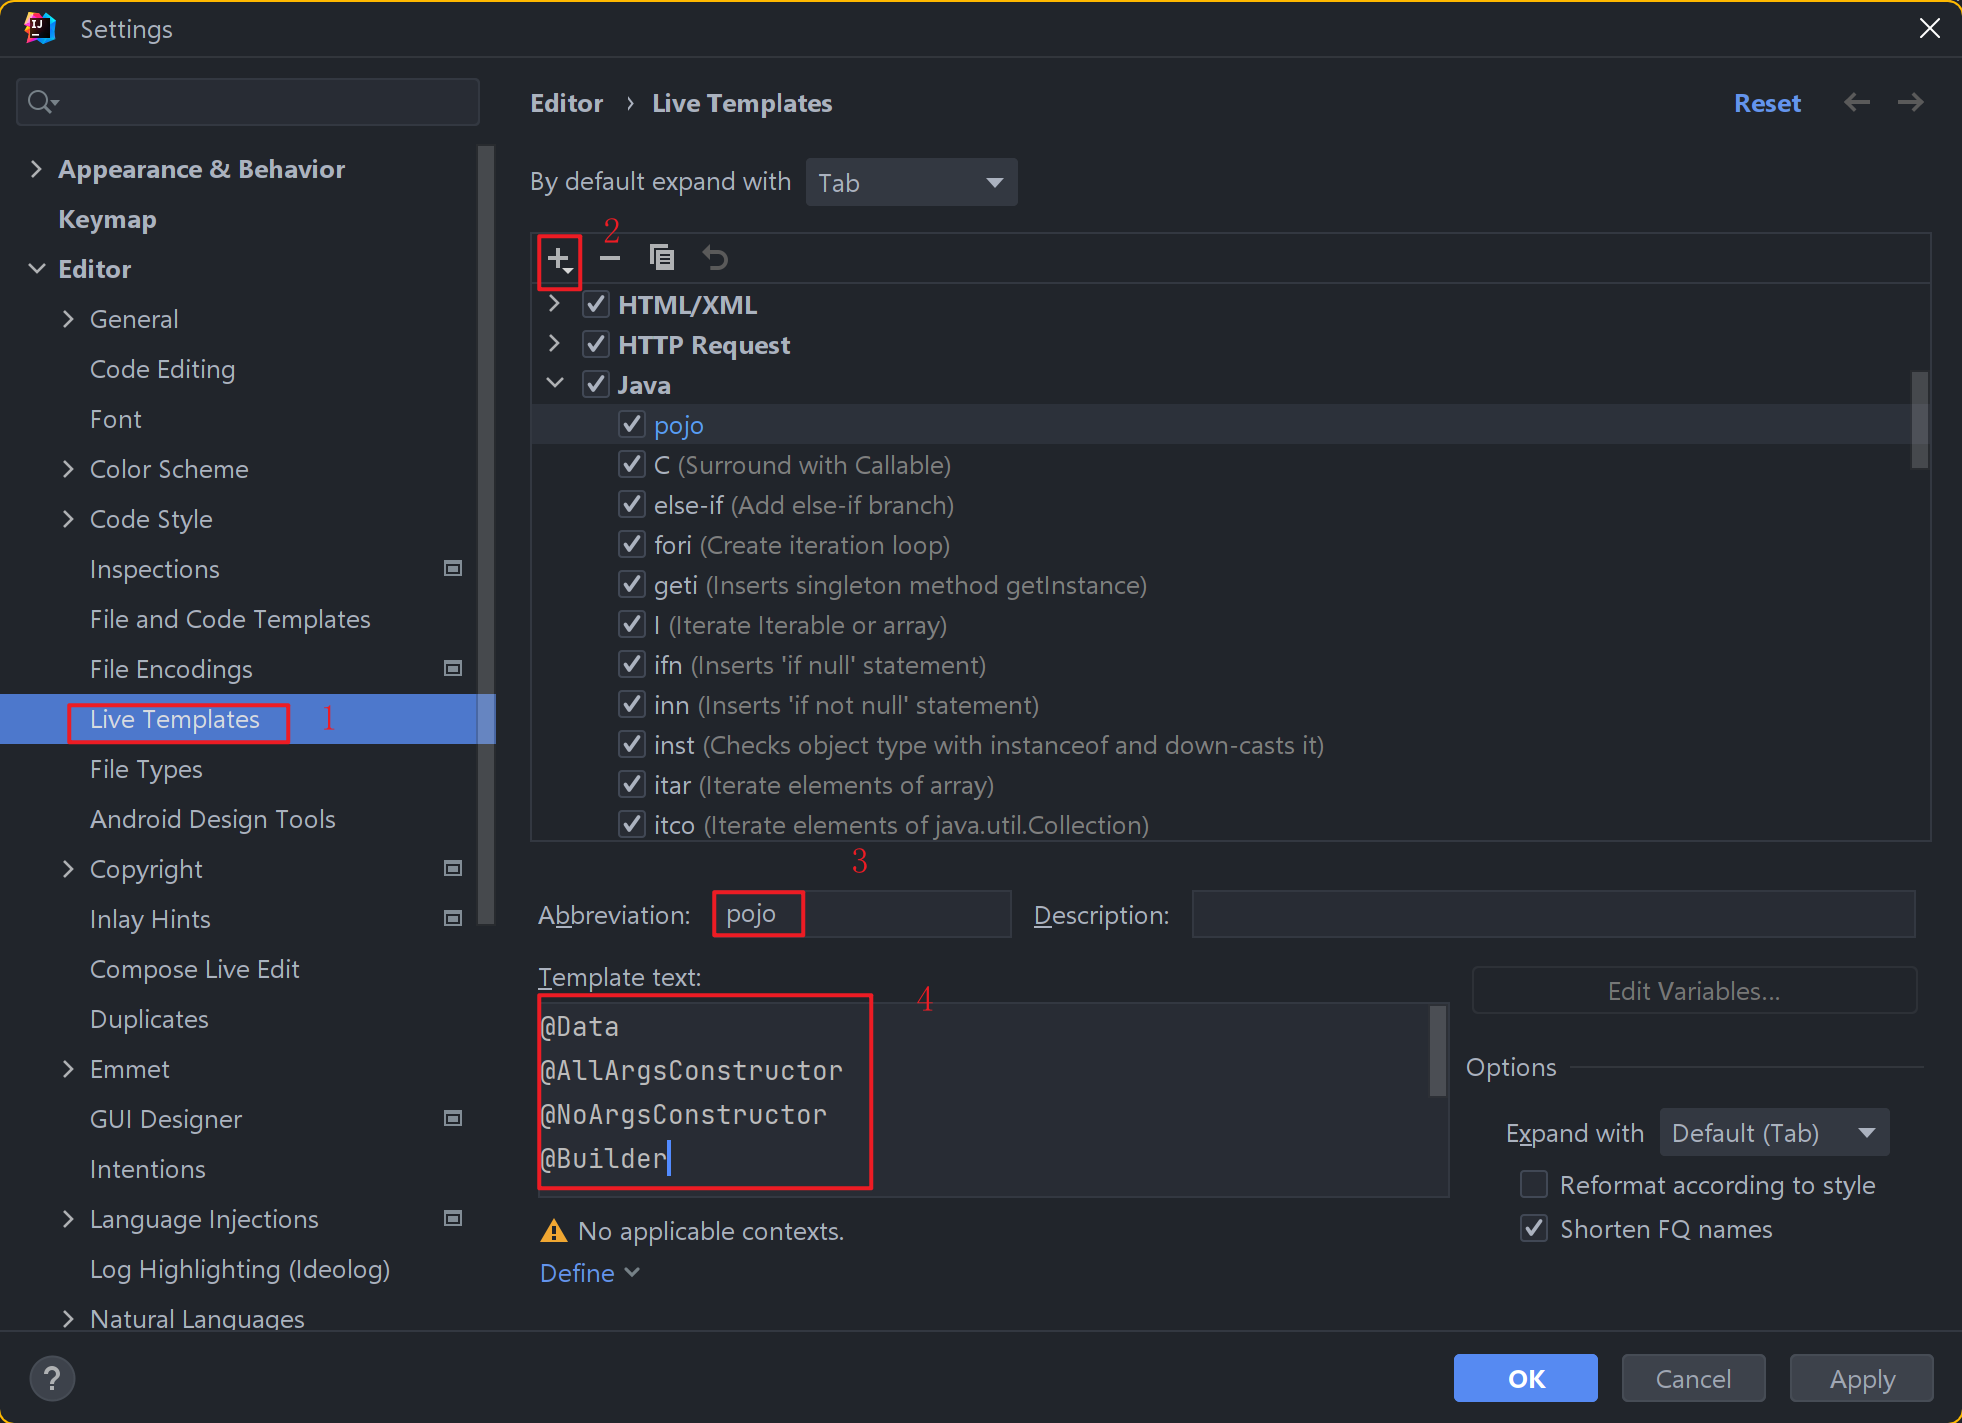 Settings
Editor › Live Templates
Reset
Appearance & Behavior
Keymap
Editor
General
Code Editing
Font
Color Scheme
Code Style
Inspections
File and Code Templates
File Encodings
Live Templates
1
File Types
Android Design Tools
Copyright
Inlay Hints
Compose Live Edit
Duplicates
Emmet
GUI Designer
Intentions
Language Injections
Log Highlighting (Ideolog)
Natural Languages
By default expand with
Tab
2
HTML/XML
HTTP Request
Java
pojo
C (Surround with Callable)
else-if (Add else-if branch)
fori (Create iteration loop)
geti (Inserts singleton method getInstance)
I (Iterate Iterable or array)
ifn (Inserts 'if null' statement)
inn (Inserts 'if not null' statement)
inst (Checks object type with instanceof and down-casts it)
itar (Iterate elements of array)
itco (Iterate elements of java.util.Collection)
3
Abbreviation: pojo
Description:
Template text:
4
@Data
@AllArgsConstructor
@NoArgsConstructor
@Builder
No applicable contexts.
Define
Edit Variables...
Options
Expand with Default (Tab)
Reformat according to style
Shorten FQ names
?
OK
Cancel
Apply